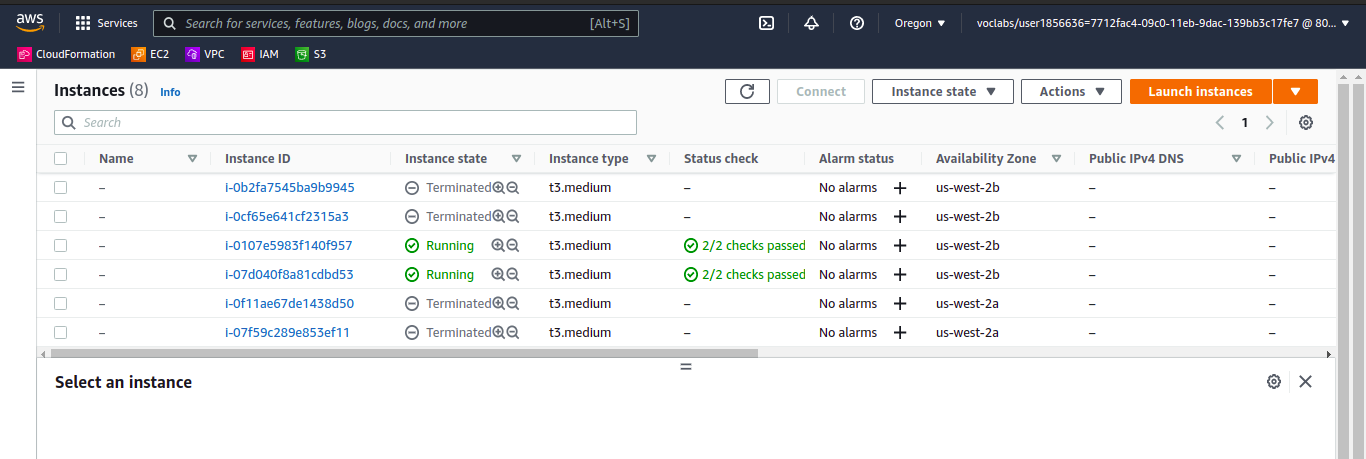 aws Services Search for services, features, blogs, docs, and more [Alt+S] Oregon voclabs/user1856636=7712fac4-09c0-11eb-9dac-139bb3c17fe7 @ 80...
CloudFormation EC2 VPC IAM S3
Instances (8) Info Connect Instance state Actions Launch instances
Search 1
Name Instance ID Instance state Instance type Status check Alarm status Availability Zone Public IPv4 DNS Public IPv4
– i-0b2fa7545ba9b9945 Terminated t3.medium – No alarms + us-west-2b – –
– i-0cf65e641cf2315a3 Terminated t3.medium – No alarms + us-west-2b – –
– i-0107e5983f140f957 Running t3.medium 2/2 checks passed No alarms + us-west-2b – –
– i-07d040f8a81cdbd53 Running t3.medium 2/2 checks passed No alarms + us-west-2b – –
– i-0f11ae67de1438d50 Terminated t3.medium – No alarms + us-west-2a – –
– i-07f59c289e853ef11 Terminated t3.medium – No alarms + us-west-2a – –
Select an instance